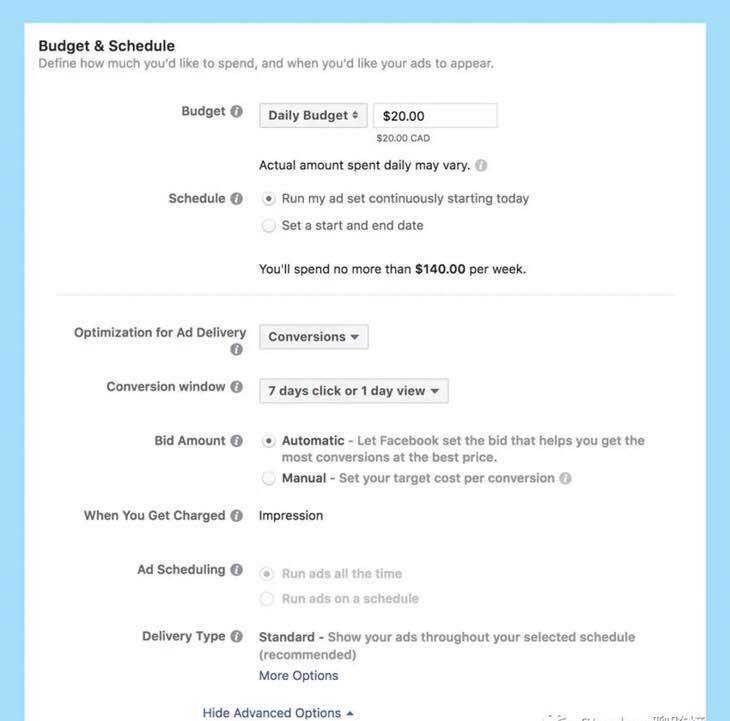 Budget & Schedule
Define how much you'd like to spend, and when you'd like your ads to appear.
Budget
Daily Budget
$20.00
$20.00 CAD
Actual amount spent daily may vary.
Schedule
Run my ad set continuously starting today
Set a start and end date
You'll spend no more than $140.00 per week.
Optimization for Ad Delivery
Conversions
Conversion window
7 days click or 1 day view
Bid Amount
Automatic - Let Facebook set the bid that helps you get the
most conversions at the best price.
Manual - Set your target cost per conversion
When You Get Charged
Impression
Ad Scheduling
Run ads all the time
Run ads on a schedule
Delivery Type
Standard - Show your ads throughout your selected schedule
(recommended)
More Options
Hide Advanced Options